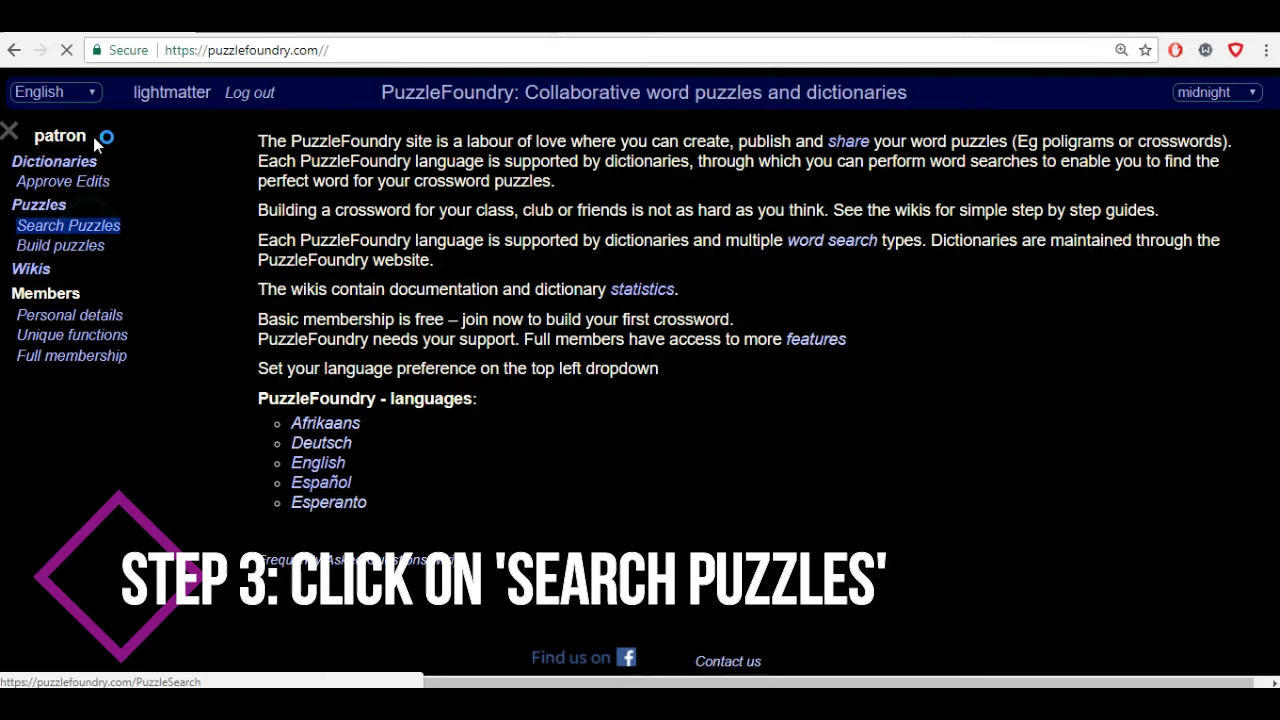 Secure https://puzzlefoundry.com//
English lightmatter Log out PuzzleFoundry: Collaborative word puzzles and dictionaries midnight
patron
Dictionaries
Approve Edits
Puzzles
Search Puzzles
Build puzzles
Wikis
Members
Personal details
Unique functions
Full membership
The PuzzleFoundry site is a labour of love where you can create, publish and share your word puzzles (Eg poligrams or crosswords).
Each PuzzleFoundry language is supported by dictionaries, through which you can perform word searches to enable you to find the
perfect word for your crossword puzzles.
Building a crossword for your class, club or friends is not as hard as you think. See the wikis for simple step by step guides.
Each PuzzleFoundry language is supported by dictionaries and multiple word search types. Dictionaries are maintained through the
PuzzleFoundry website.
The wikis contain documentation and dictionary statistics.
Basic membership is free – join now to build your first crossword.
PuzzleFoundry needs your support. Full members have access to more features
Set your language preference on the top left dropdown
PuzzleFoundry - languages:
Afrikaans
Deutsch
English
Español
Esperanto
STEP 3: CLICK ON 'SEARCH PUZZLES'
Find us on f
Contact us
https://puzzlefoundry.com/PuzzleSearch